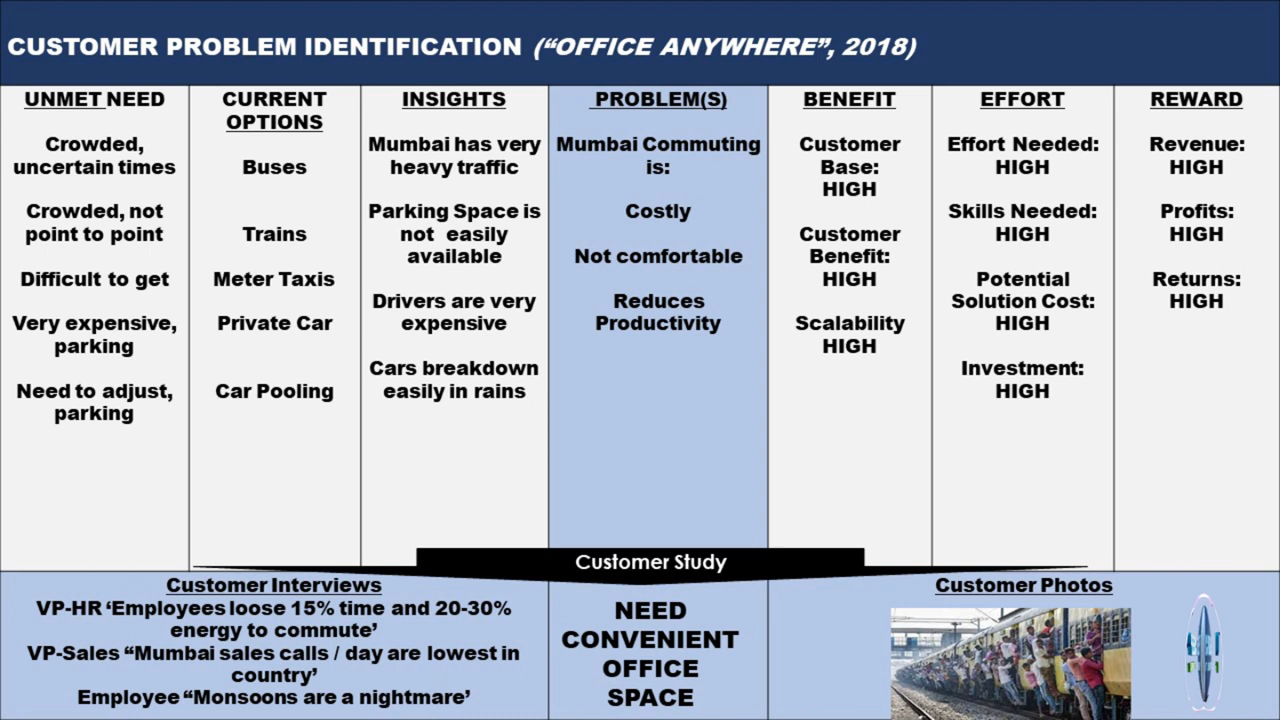 CUSTOMER PROBLEM IDENTIFICATION (“OFFICE ANYWHERE”, 2018)
UNMET NEED
Crowded,
uncertain times
Crowded, not
point to point
Difficult to get
Very expensive,
parking
Need to adjust,
parking
CURRENT
OPTIONS
Buses
Trains
Meter Taxis
Private Car
Car Pooling
INSIGHTS
Mumbai has very
heavy traffic
Parking Space is
not easily
available
Drivers are very
expensive
Cars breakdown
easily in rains
PROBLEM(S)
Mumbai Commuting
is:
Costly
Not comfortable
Reduces
Productivity
BENEFIT
Customer
Base:
HIGH
Customer
Benefit:
HIGH
Scalability
HIGH
EFFORT
Effort Needed:
HIGH
Skills Needed:
HIGH
Potential
Solution Cost:
HIGH
Investment:
HIGH
REWARD
Revenue:
HIGH
Profits:
HIGH
Returns:
HIGH
Customer Study
Customer Interviews
VP-HR ‘Employees loose 15% time and 20-30%
energy to commute’
VP-Sales “Mumbai sales calls / day are lowest in
country’
Employee “Monsoons are a nightmare’
NEED
CONVENIENT
OFFICE
SPACE
Customer Photos